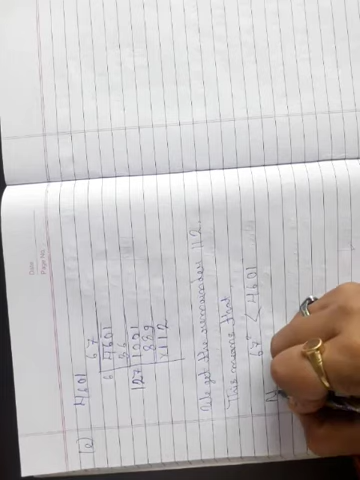 Date
Page No.
(e) 4601
67
6 4601
36
127 1001
889
x112
We get the remainder 112.
This means that
67² < 4601
N